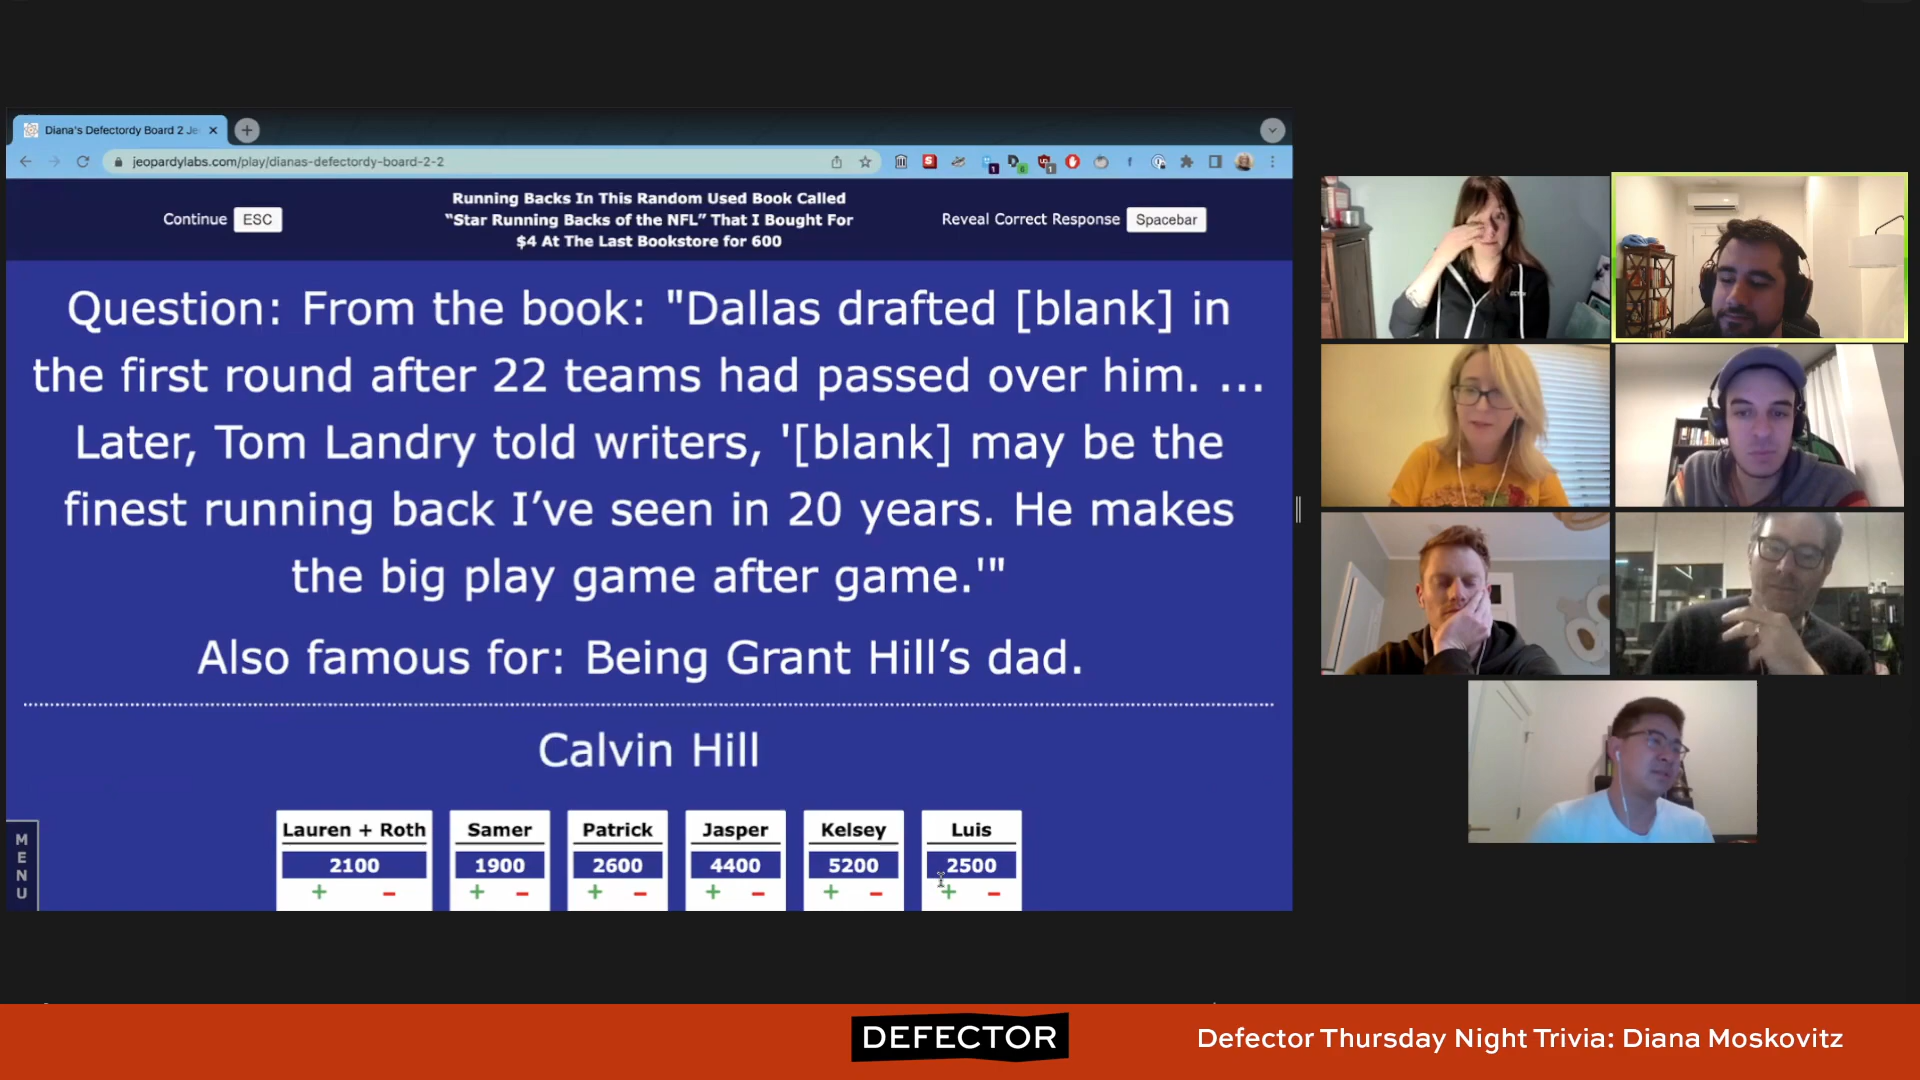 Diana's Defectordy Board 2 Je
jeopardylabs.com/play/dianas-defectordy-board-2-2
Continue ESC
Running Backs In This Random Used Book Called
“Star Running Backs of the NFL” That I Bought For
$4 At The Last Bookstore for 600
Reveal Correct Response Spacebar
Question: From the book: "Dallas drafted [blank] in
the first round after 22 teams had passed over him. ...
Later, Tom Landry told writers, '[blank] may be the
finest running back I’ve seen in 20 years. He makes
the big play game after game.'"
Also famous for: Being Grant Hill’s dad.
Calvin Hill
MENU
Lauren + Roth Samer Patrick Jasper Kelsey Luis
2100 1900 2600 4400 5200 2500
+ − + − + − + − + − + −
DEFECTOR
Defector Thursday Night Trivia: Diana Moskovitz